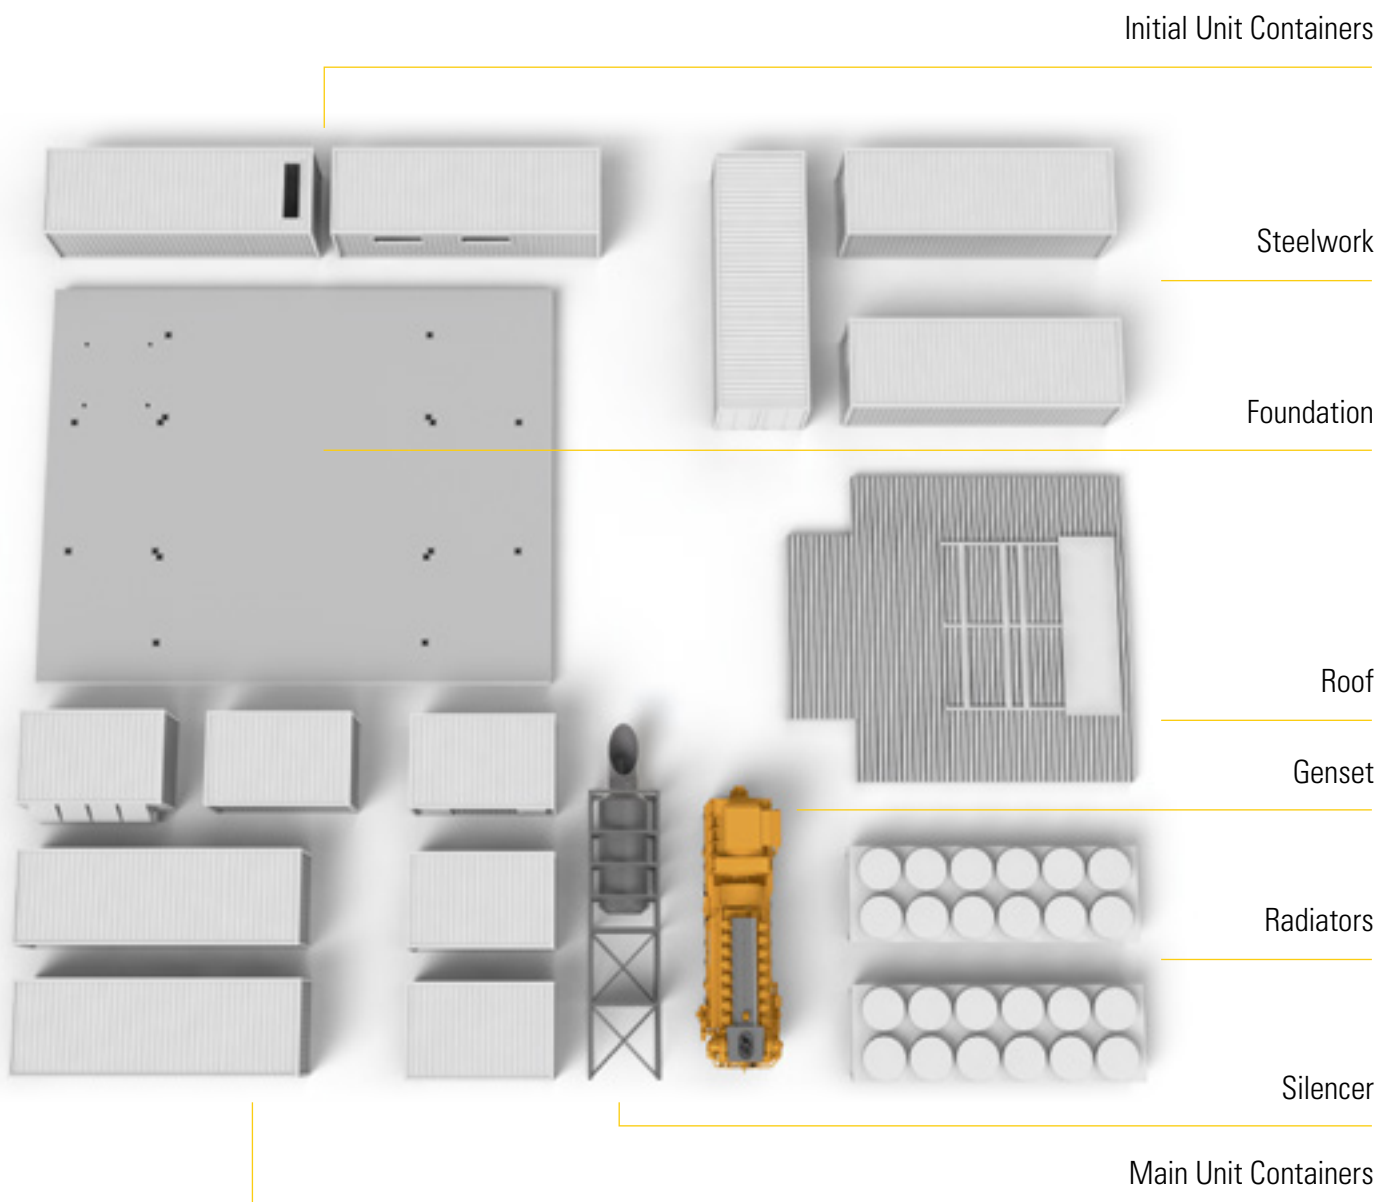 Initial Unit Containers
Steelwork
Foundation
Roof
Genset
Radiators
Silencer
Main Unit Containers